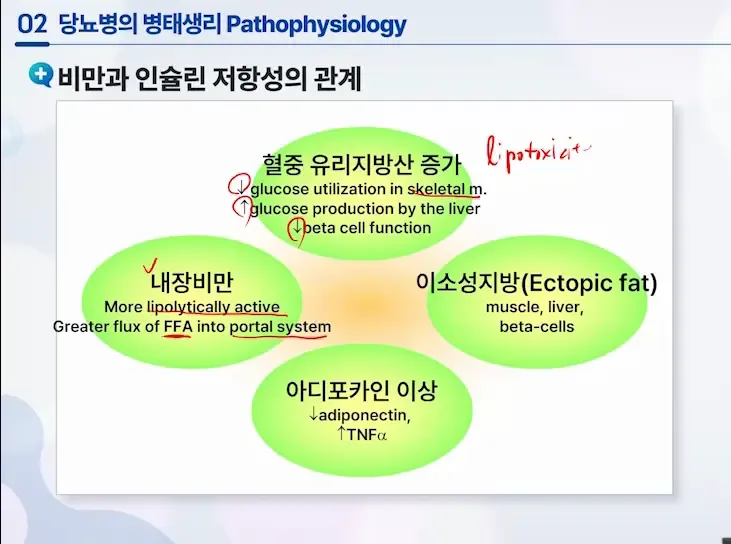 02 당뇨병의 병태생리 Pathophysiology
비만과 인슐린 저항성의 관계
혈중 유리지방산 증가
lipotoxicit
↓glucose utilization in skeletal m.
↑glucose production by the liver
↓beta cell function
내장비만
More lipolytically active
Greater flux of FFA into portal system
이소성지방(Ectopic fat)
muscle, liver,
beta-cells
아디포카인 이상
↓adiponectin,
↑TNFα